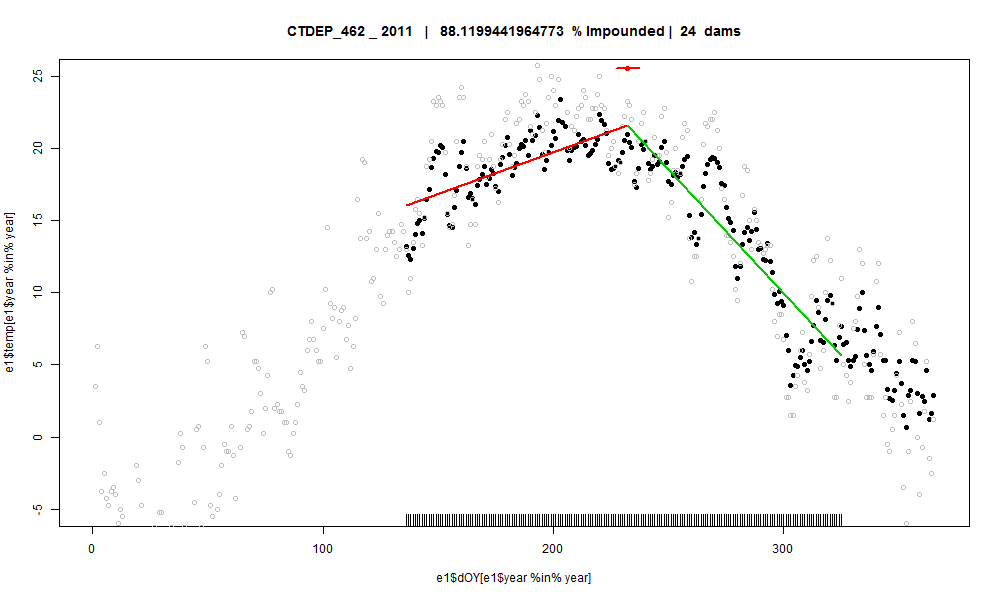 CTDEP_462 _ 2011 | 88.1199441964773 % Impounded | 24 dams
25
20
15
10
5
0
-5
e1$temp[e1$year %in% year]
0 100 200 300
e1$dOY[e1$year %in% year]